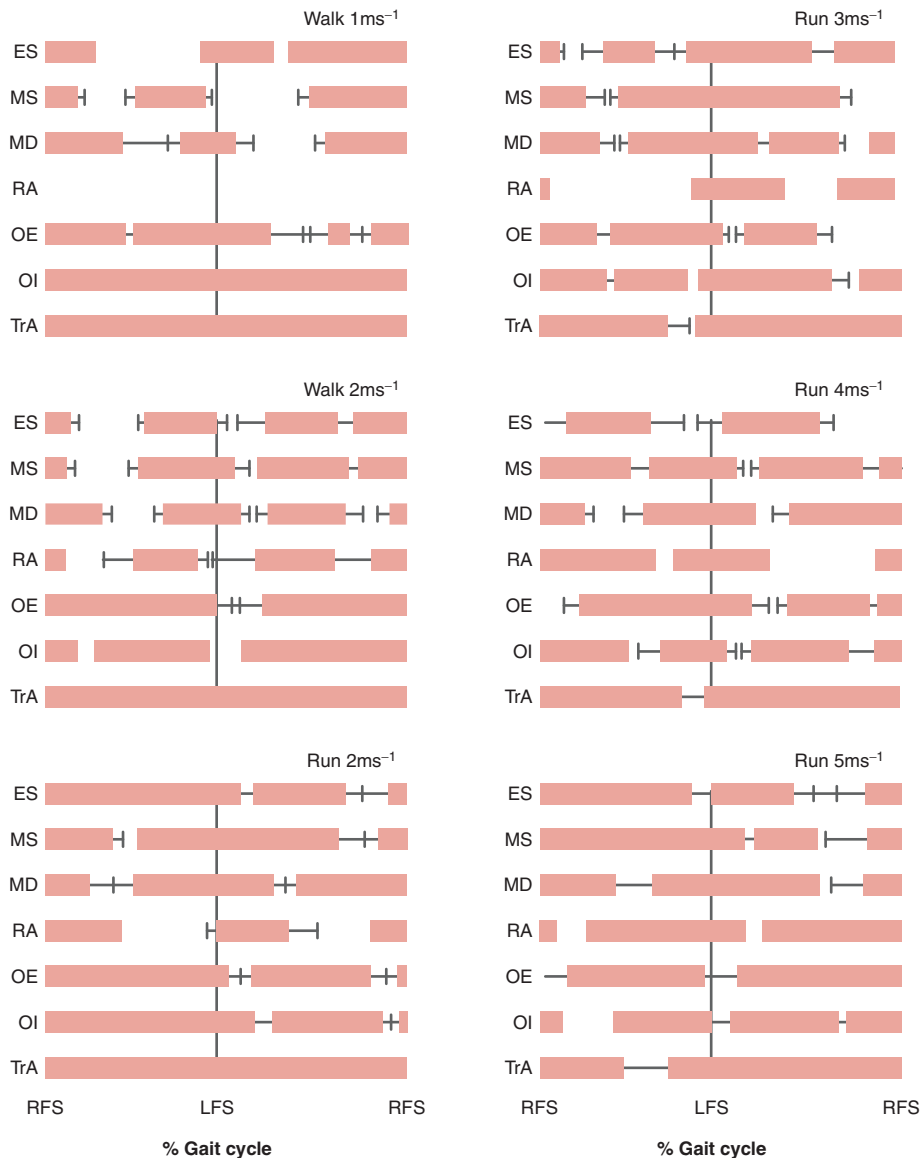 Walk 1ms⁻¹
ES
MS
MD
RA
OE
OI
TrA
Walk 2ms⁻¹
ES
MS
MD
RA
OE
OI
TrA
Run 2ms⁻¹
ES
MS
MD
RA
OE
OI
TrA
RFS LFS RFS
% Gait cycle
Run 3ms⁻¹
ES
MS
MD
RA
OE
OI
TrA
Run 4ms⁻¹
ES
MS
MD
RA
OE
OI
TrA
Run 5ms⁻¹
ES
MS
MD
RA
OE
OI
TrA
RFS LFS RFS
% Gait cycle